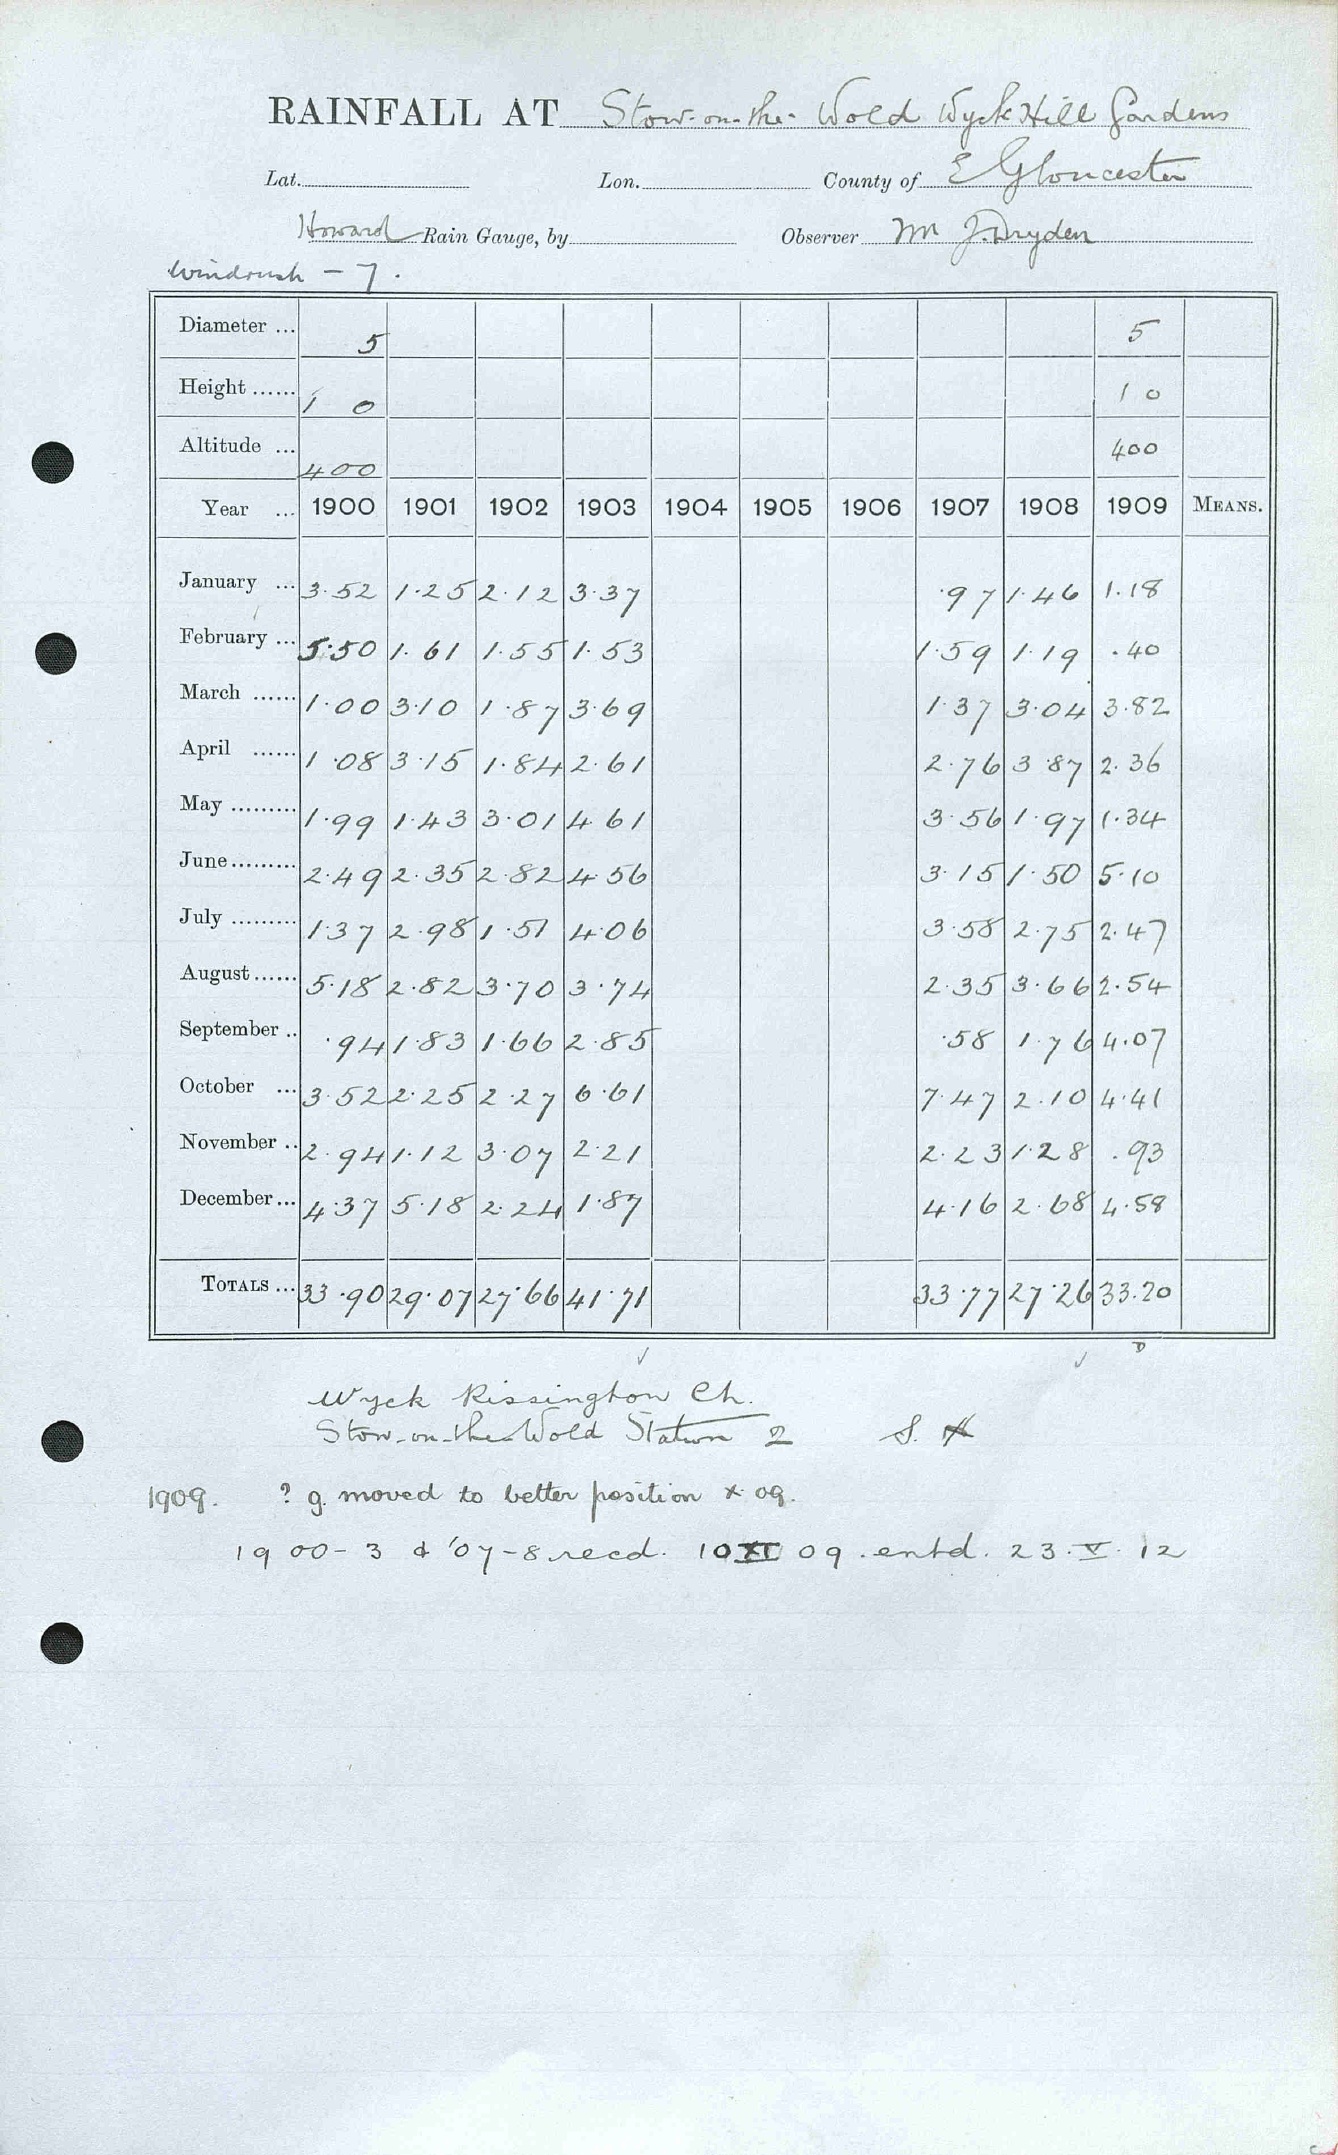 RAINFALL AT Stow-on-the-Wold Wyck Hill Gardens
Lat. Lon. County of E Gloucester
Howard Rain Gauge, by Observer Mr J. Dryden
Windrush – 7.
Diameter ... 5 5
Height ...... 1 0 1 0
Altitude ... 400 400
Year ... 1900 1901 1902 1903 1904 1905 1906 1907 1908 1909 MEANS.
January ... 3.52 1.25 2.12 3.37 .97 1.46 1.18
February ... 5.50 1.61 1.55 1.53 1.59 1.19 .40
March ...... 1.00 3.10 1.87 3.69 1.37 3.04 3.82
April ...... 1.08 3.15 1.84 2.61 2.76 3.87 2.36
May ......... 1.99 1.43 3.01 4.61 3.56 1.97 1.34
June......... 2.49 2.35 2.82 4.56 3.15 1.50 5.10
July ......... 1.37 2.98 1.51 4.06 3.58 2.75 2.47
August...... 5.18 2.82 3.70 3.74 2.35 3.66 2.54
September .. .94 1.83 1.66 2.85 .58 1.76 4.07
October ... 3.52 2.25 2.27 6.61 7.47 2.10 4.41
November .. 2.94 1.12 3.07 2.21 2.23 1.28 .93
December... 4.37 5.18 2.24 1.87 4.16 2.68 4.58
TOTALS ... 33.90 29.07 27.66 41.71 33.77 27.26 33.20
Wyck Rissington Ch.
Stow-on-the-Wold Station 2 S.
1909. ? g. moved to better position x 09.
1900-3 & '07-8 recd. 10 XI 09. entd. 23.V.12